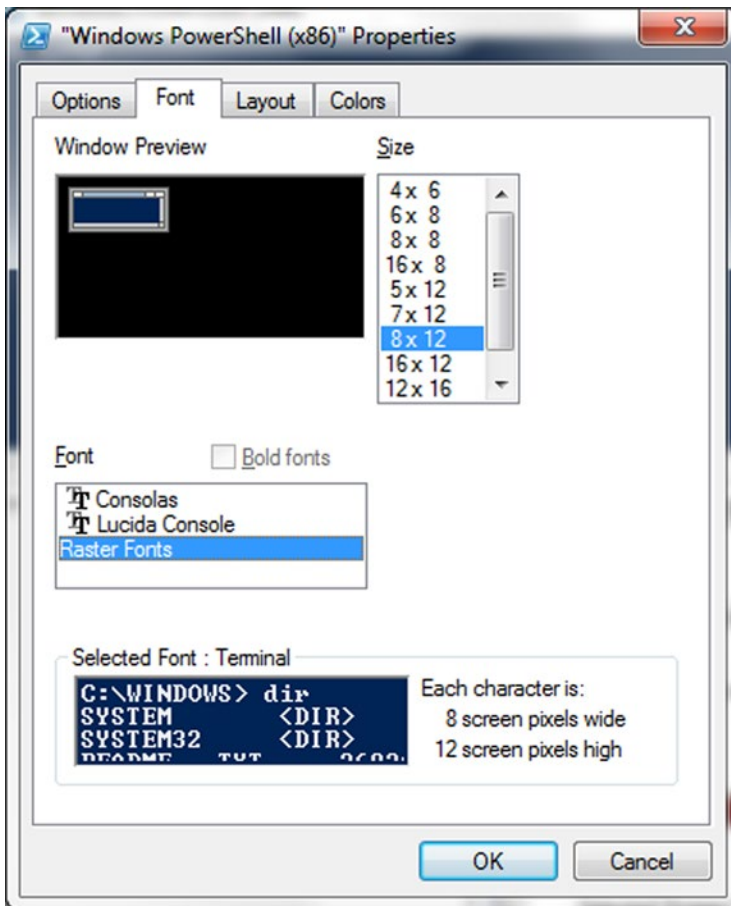 "Windows PowerShell (x86)" Properties
Options Font Layout Colors
Window Preview
Size
4 x 6
6 x 8
8 x 8
16 x 8
5 x 12
7 x 12
8 x 12
16 x 12
12 x 16
Font
Bold fonts
Consolas
Lucida Console
Raster Fonts
Selected Font : Terminal
C:\WINDOWS> dir
SYSTEM <DIR>
SYSTEM32 <DIR>
README TXT
Each character is:
8 screen pixels wide
12 screen pixels high
OK Cancel